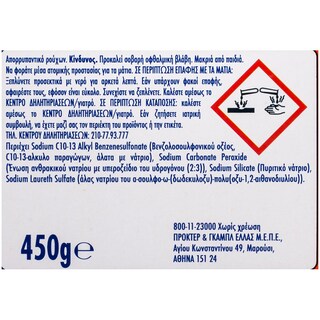 Απορρυπαντικό ρούχων. Κίνδυνος. Προκαλεί σοβαρή οφθαλμική βλάβη. Μακριά από παιδιά.
Να φοράτε μέσα ατομικής προστασίας για τα μάτια. ΣΕ ΠΕΡΙΠΤΩΣΗ ΕΠΑΦΗΣ ΜΕ ΤΑ ΜΑΤΙΑ:
Ξεπλύνετε προσεκτικά με νερό για αρκετά λεπτά. Αν υπάρχουν φακοί επαφής,
αφαιρέστε τους, εφόσον είναι εύκολο. Συνεχίστε να ξεπλένετε. Καλέστε αμέσως το
ΚΕΝΤΡΟ ΔΗΛΗΤΗΡΙΑΣΕΩΝ/γιατρό. ΣΕ ΠΕΡΙΠΤΩΣΗ ΚΑΤΑΠΟΣΗΣ: Καλέστε
αμέσως το ΚΕΝΤΡΟ ΔΗΛΗΤΗΡΙΑΣΕΩΝ/γιατρό. Εάν ζητήσετε ιατρική
συμβουλή, να έχετε μαζί σας τον περιέκτη του προϊόντος ή την ετικέτα.
ΤΗΛ. ΚΕΝΤΡΟΥ ΔΗΛΗΤΗΡΙΑΣΕΩΝ: 210-77.93.777
Περιέχει Sodium C10-13 Alkyl Benzenesulfonate (Βενζολοσουλφονικό οξέος,
C10-13-αλκυλο παραγώγων, άλατα με νάτριο), Sodium Carbonate Peroxide
(Ένωση ανθρακικού νατρίου με υπεροξείδιο του υδρογόνου (2:3)), Sodium Silicate (Πυριτικό νάτριο),
Sodium Laureth Sulfate (άλας νατρίου του α-σουλφο-ω-(δωδεκυλοξυ)-πολυ(οξυ-1,2-αιθανοδιυλίου)).
450g℮
800-11-23000 Χωρίς χρέωση
ΠΡΟΚΤΕΡ & ΓΚΑΜΠΛ ΕΛΛΑΣ Μ.Ε.Π.Ε.,
Αγίου Κωνσταντίνου 49, Μαρούσι,
ΑΘΗΝΑ 151 24